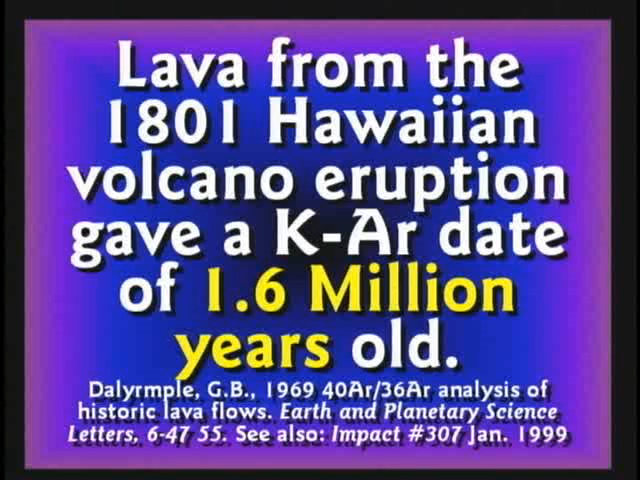 Lava from the
1801 Hawaiian
volcano eruption
gave a K-Ar date
of 1.6 Million
years old.
Dalyrmple, G.B., 1969 40Ar/36Ar analysis of
historic lava flows. Earth and Planetary Science
Letters, 6-47 55. See also: Impact #307 Jan. 1999